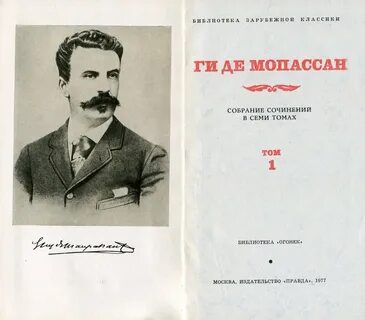 БИБЛИОТЕКА ЗАРУБЕЖНОЙ КЛАССИКИ
ГИ ДЕ МОПАССАН
СОБРАНИЕ СОЧИНЕНИЙ
В СЕМИ ТОМАХ
ТОМ
1
БИБЛИОТЕКА «ОГОНЕК»
МОСКВА. ИЗДАТЕЛЬСТВО «ПРАВДА». 1977